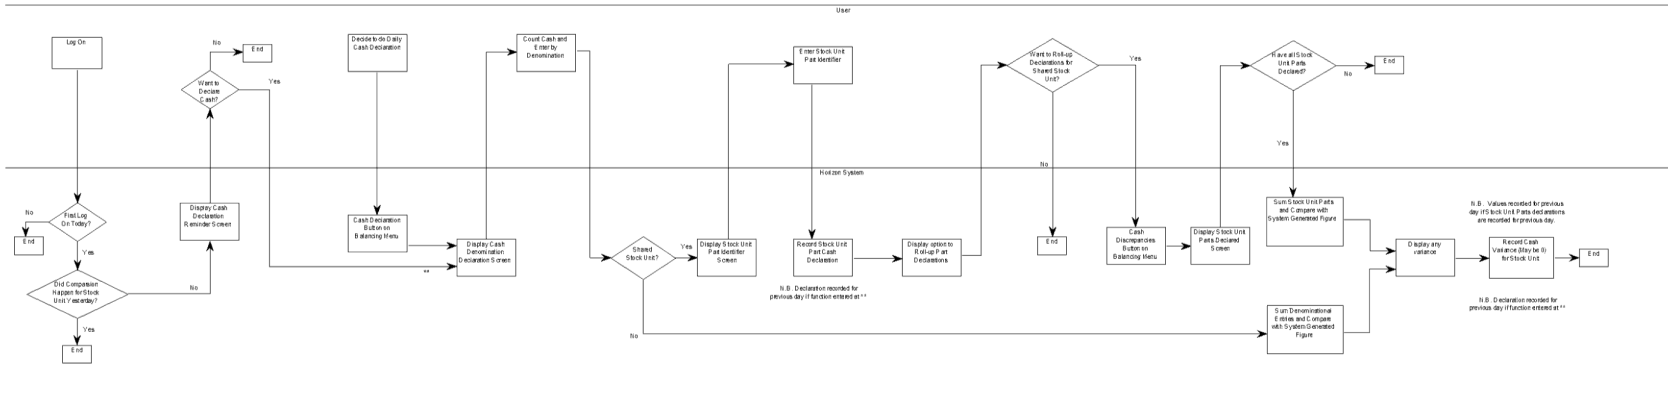 User
Log On
No
End
Want to
Declare
Cash?
Yes
Decide to do Daily
Cash Declaration
Count Cash and
Enter by
Denomination
Enter Stock Unit
Part Identifier
Want to Roll-up
Declarations for
Shared Stock
Unit?
Yes
No
Have all Stock
Unit Parts
Declared?
No
End
Yes
Horizon System
First Log
On Today?
No
End
Yes
Did Comparsion
Happen for Stock
Unit Yesterday?
No
Yes
End
Display Cash
Declaration
Reminder Screen
Cash Declaration
Button on
Balancing Menu
Display Cash
Denomination
Declaration Screen
**
Shared
Stock Unit?
Yes
No
Display Stock Unit
Part Identifier
Screen
Record Stock Unit
Part Cash
Declaration
N.B. Declaration recorded for
previous day if function entered at **
Display option to
Roll-up Part
Declarations
End
Cash
Discrepancies
Button on
Balancing Menu
Display Stock Unit
Parts Declared
Screen
Sum Stock Unit Parts
and Compare with
System Generated Figure
Sum Denominational
Entries and Compare
with System Generated
Figure
Display any
variance
N.B. Values recorded for previous
day if Stock Unit Parts declarations
are recorded for previous day.
Record Cash
Variance (May be 0)
for Stock Unit
End
N.B. Declaration recorded for
previous day if function entered at **